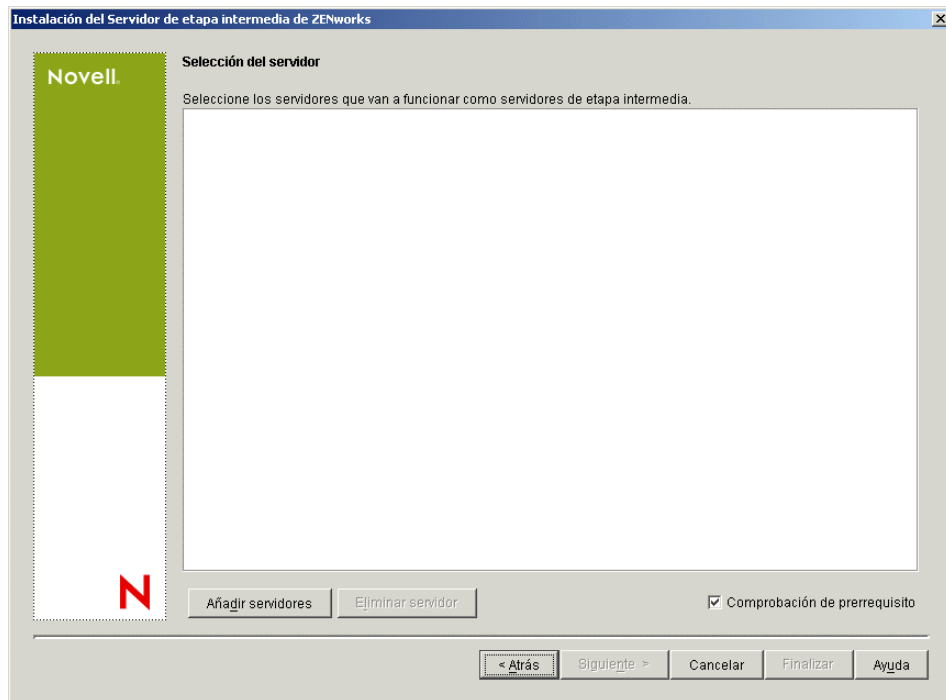 Instalación del Servidor de etapa intermedia de ZENworks
Novell.
Selección del servidor
Seleccione los servidores que van a funcionar como servidores de etapa intermedia.
N
Añadir servidores
Eliminar servidor
Comprobación de prerrequisito
< Atrás
Siguiente >
Cancelar
Finalizar
Ayuda